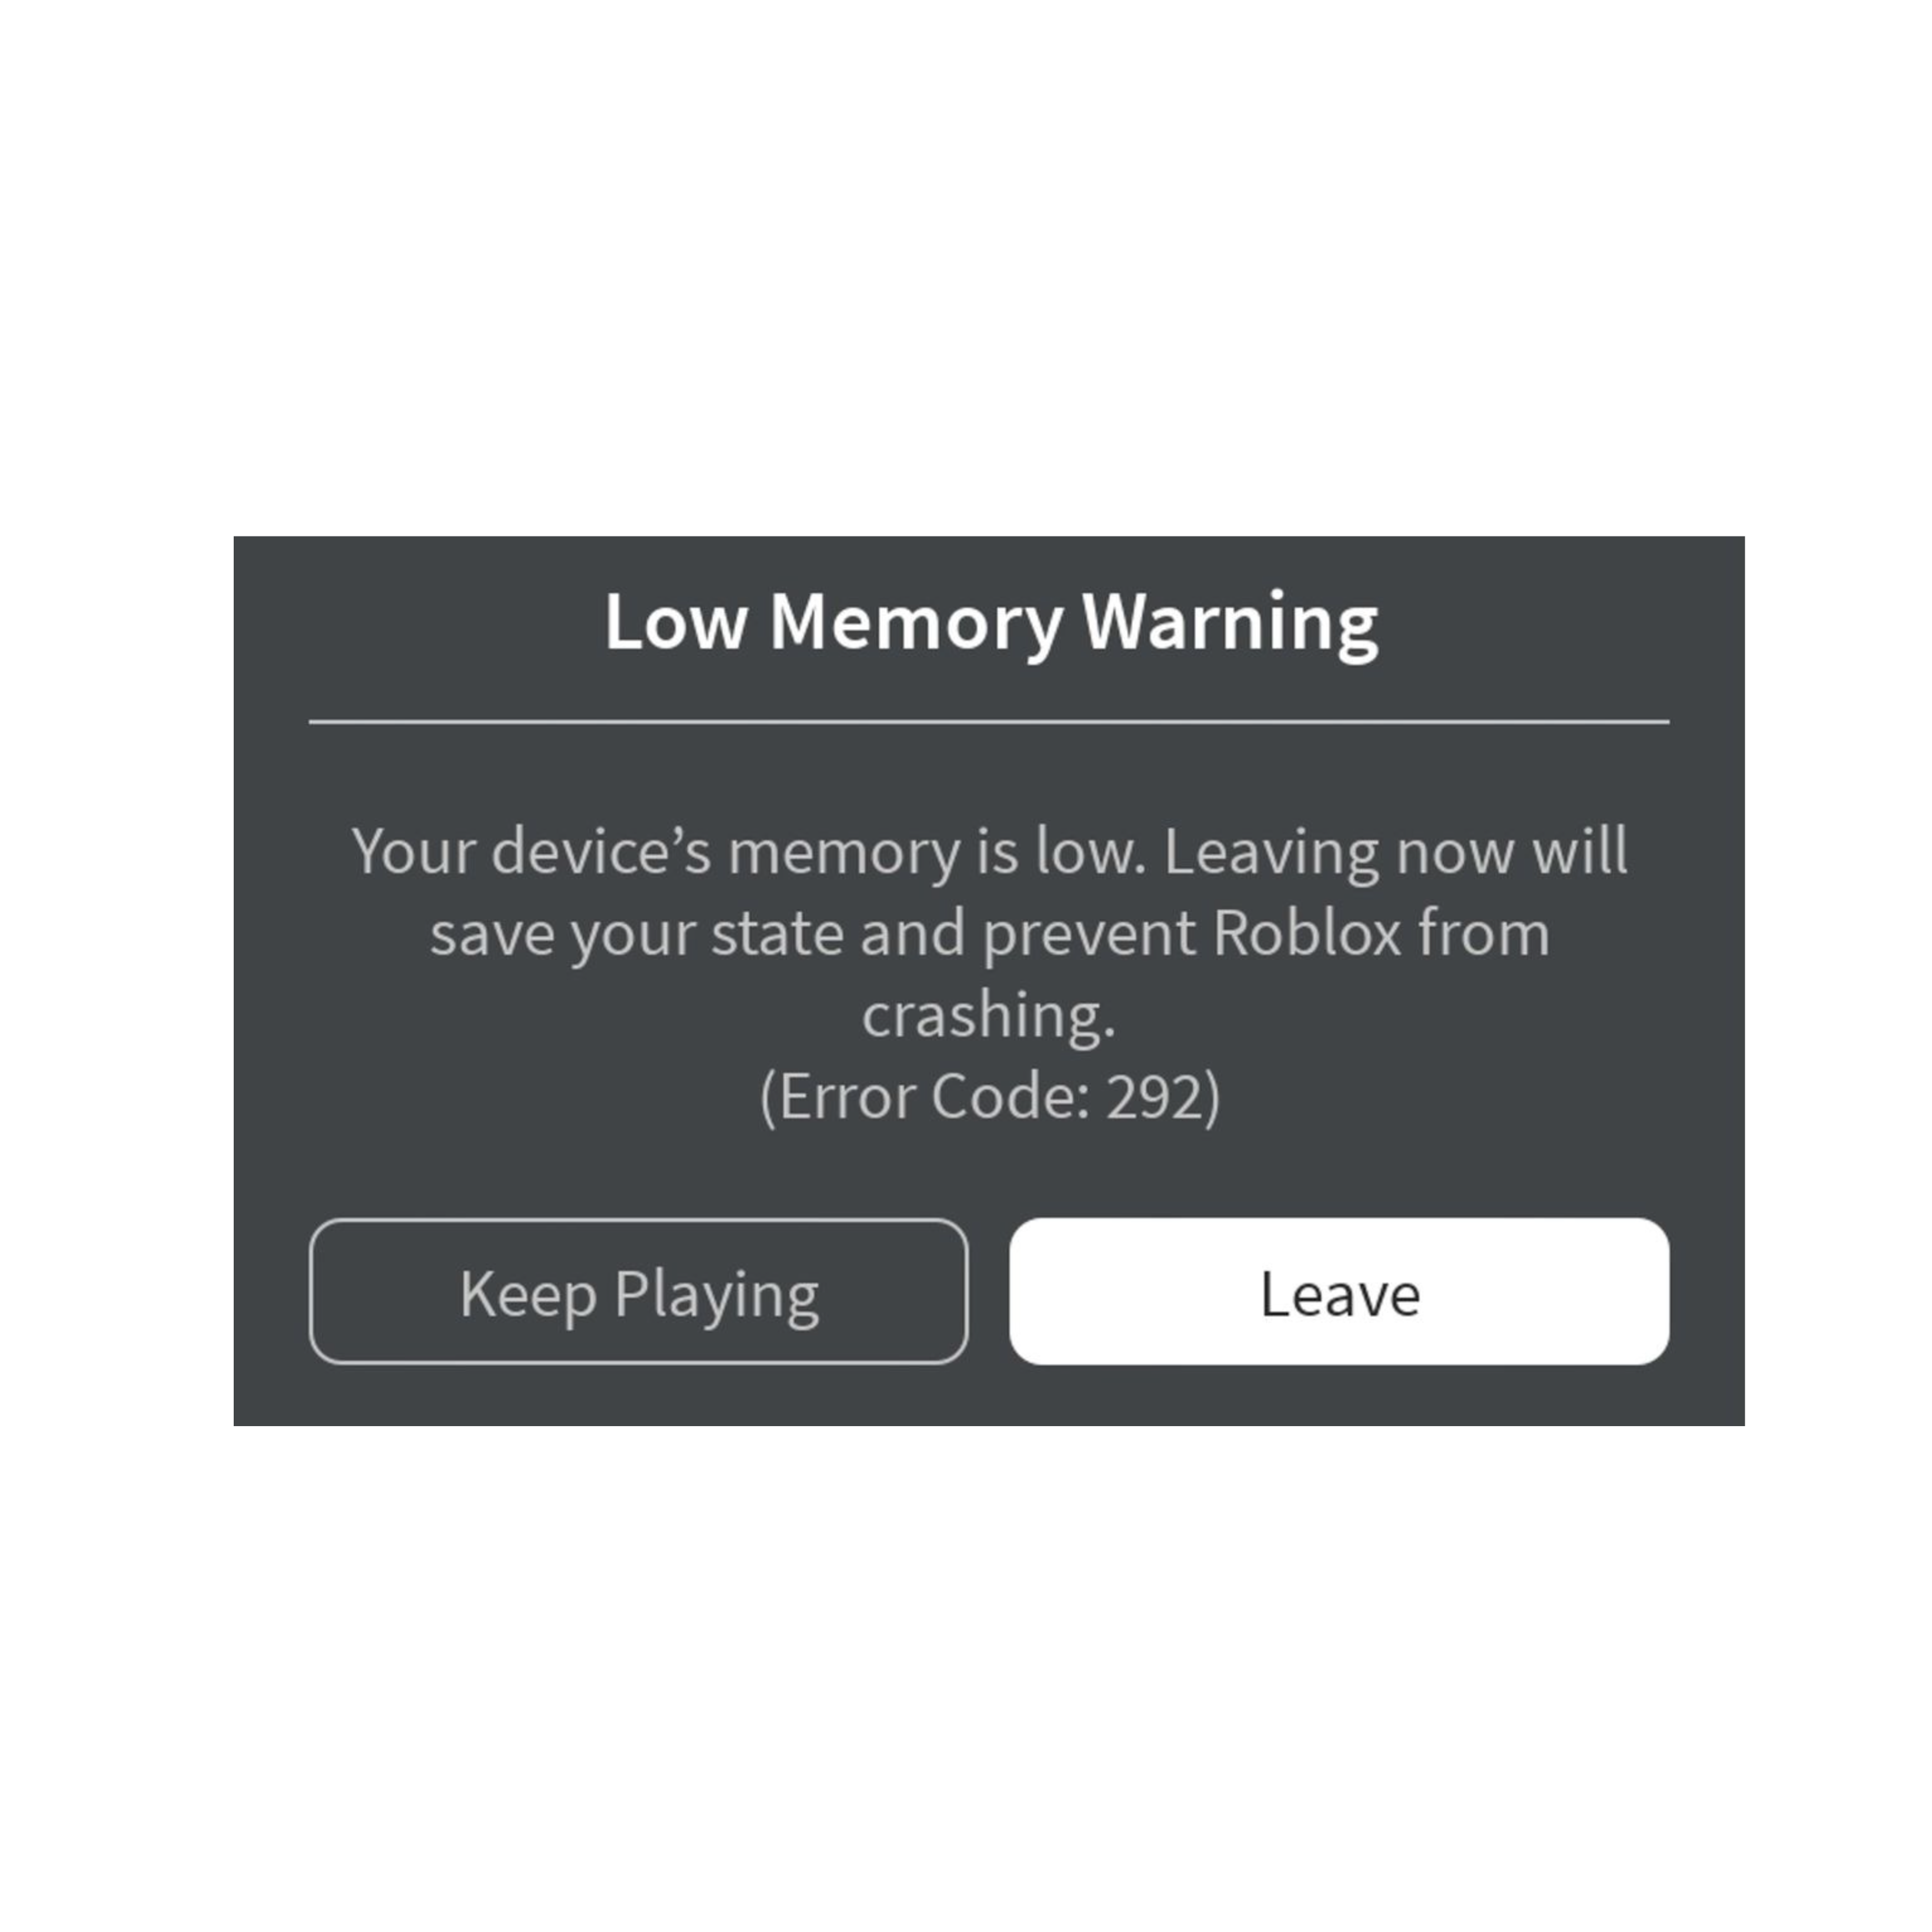 Low Memory Warning
Your device’s memory is low. Leaving now will
save your state and prevent Roblox from
crashing.
(Error Code: 292)
Keep Playing
Leave